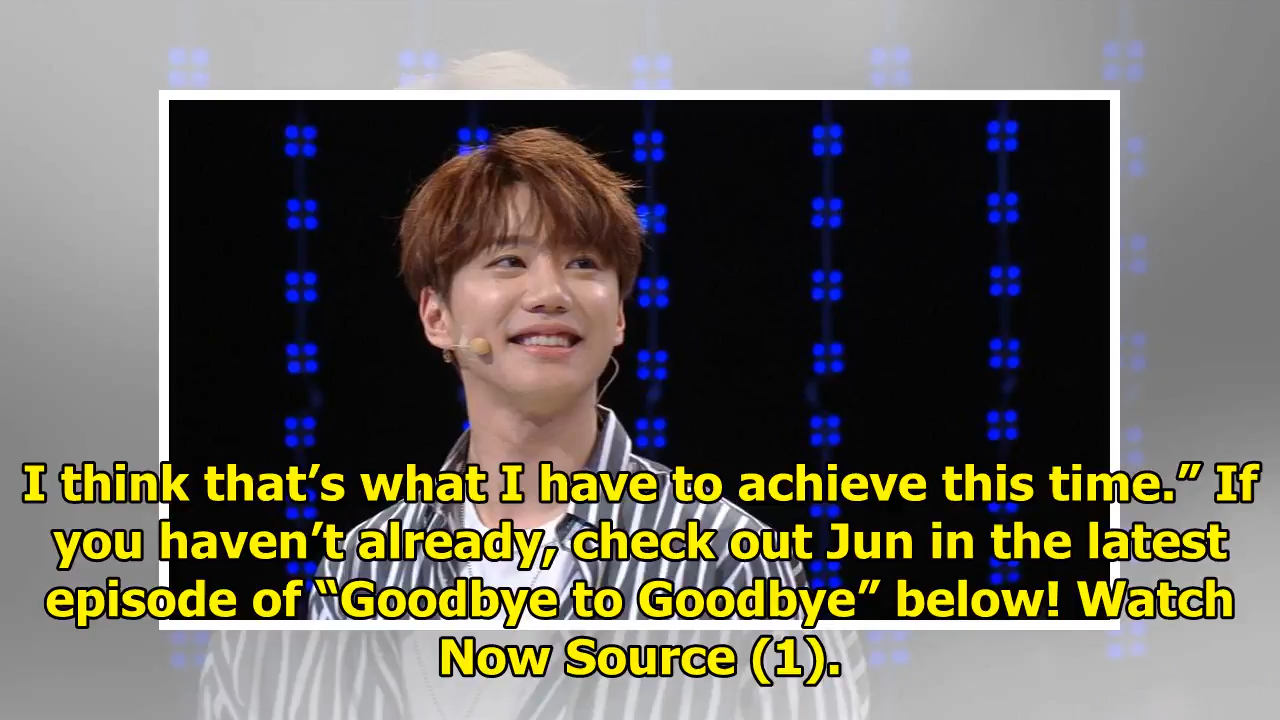 I think that’s what I have to achieve this time.” If
you haven’t already, check out Jun in the latest
episode of “Goodbye to Goodbye” below! Watch
Now Source (1).